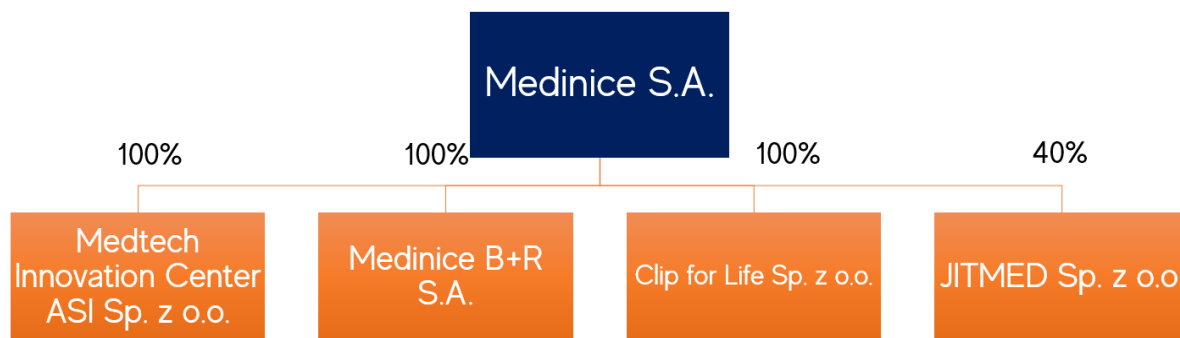 Medinice S.A.
100%
100%
100%
40%
Medtech
Innovation Center
ASI Sp. z o.o.
Medinice B+R
S.A.
Clip for Life Sp. z o.o.
JITMED Sp. z o.o